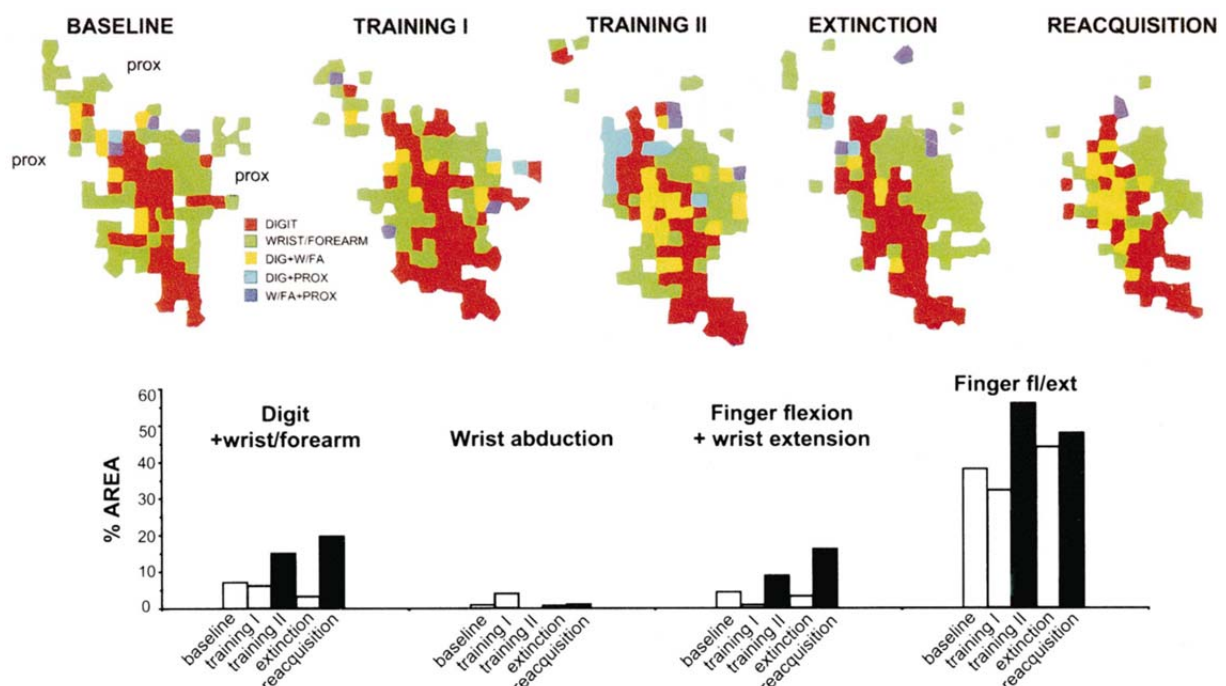 BASELINE
TRAINING I
TRAINING II
EXTINCTION
REACQUISITION
prox
prox
prox
DIGIT
WRIST/FOREARM
DIG+W/FA
DIG+PROX
W/FA+PROX
% AREA
60
50
40
30
20
10
0
Digit
+wrist/forearm
Wrist abduction
Finger flexion
+ wrist extension
Finger fl/ext
baseline
training I
training II
extinction
reacquisition
baseline
training I
training II
extinction
reacquisition
baseline
training I
training II
extinction
reacquisition
baseline
training I
training II
extinction
reacquisition